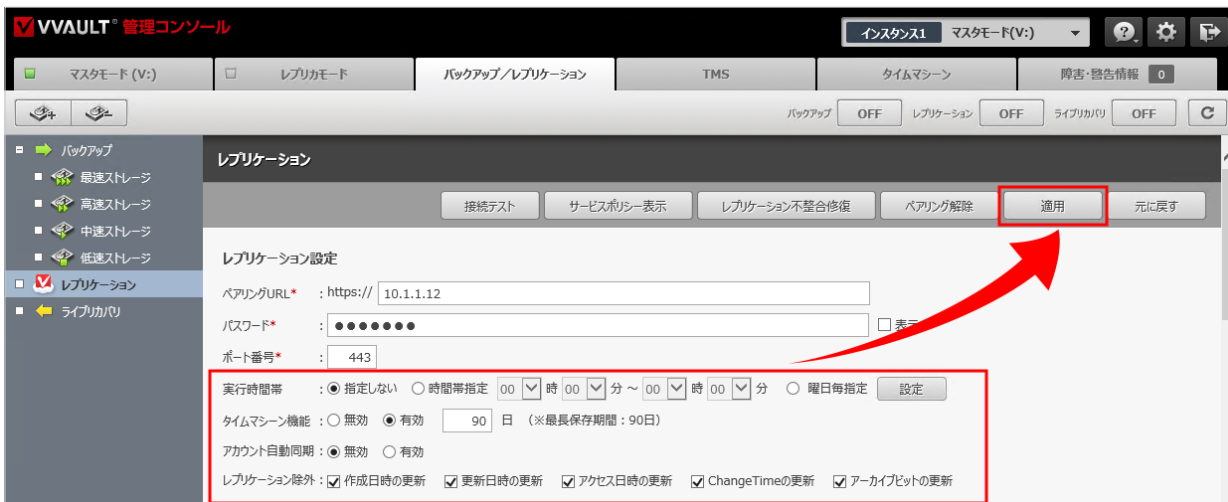 VVAULT® 管理コンソール
インスタンス1 マスタモード(V:)
マスタモード (V:) レプリカモード バックアップ／レプリケーション TMS タイムマシーン 障害・警告情報 0
バックアップ OFF レプリケーション OFF ライブリカバリ OFF
バックアップ
最速ストレージ
高速ストレージ
中速ストレージ
低速ストレージ
レプリケーション
ライブリカバリ
レプリケーション
接続テスト サービスポリシー表示 レプリケーション不整合修復 ペアリング解除 適用 元に戻す
レプリケーション設定
ペアリングURL* : https:// 10.1.1.12
パスワード* : ●●●●●●● 表示
ポート番号* : 443
実行時間帯 : 指定しない 時間帯指定 00 時 00 分 ～ 00 時 00 分 曜日毎指定 設定
タイムマシーン機能 : 無効 有効 90 日 (※最長保存期間：90日)
アカウント自動同期 : 無効 有効
レプリケーション除外 : 作成日時の更新 更新日時の更新 アクセス日時の更新 ChangeTimeの更新 アーカイブビットの更新